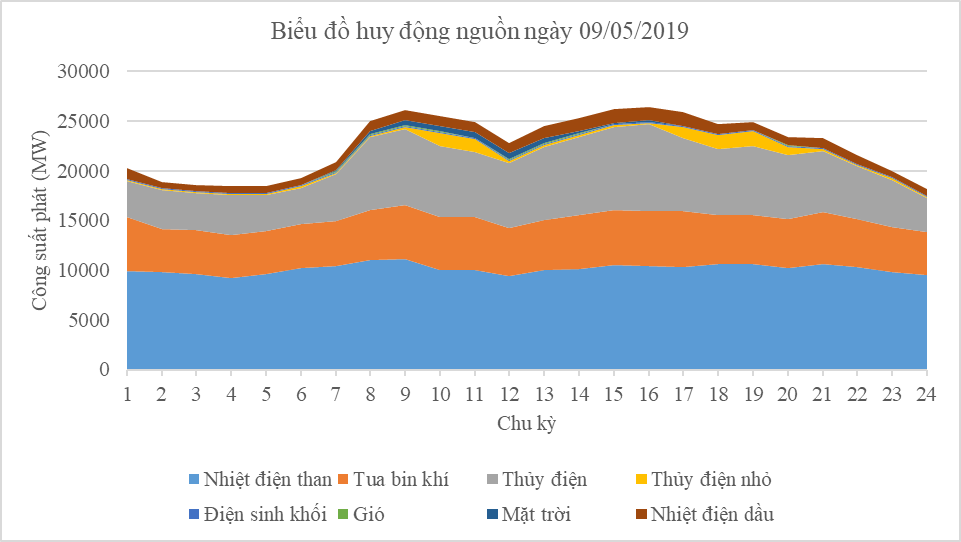 Biểu đồ huy động nguồn ngày 09/05/2019
Công suất phát (MW)
30000
25000
20000
15000
10000
5000
0
1 2 3 4 5 6 7 8 9 10 11 12 13 14 15 16 17 18 19 20 21 22 23 24
Chu kỳ
Nhiệt điện than Tua bin khí Thủy điện Thủy điện nhỏ
Điện sinh khối Gió Mặt trời Nhiệt điện dầu